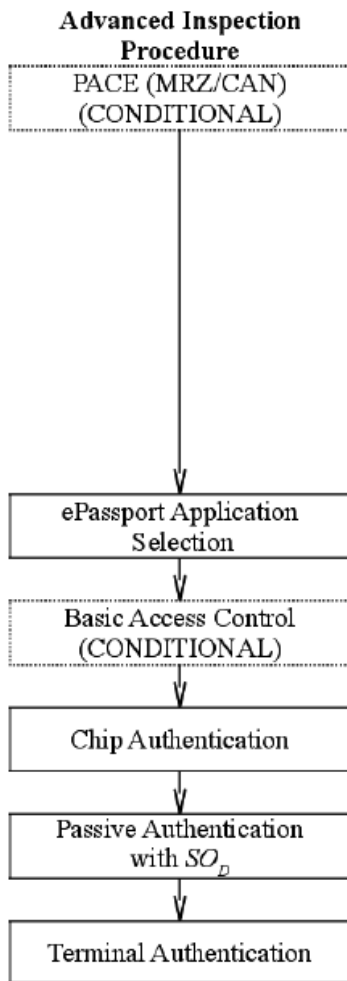 Advanced Inspection
Procedure
PACE (MRZ/CAN)
(CONDITIONAL)
ePassport Application
Selection
Basic Access Control
(CONDITIONAL)
Chip Authentication
Passive Authentication
with SO_D
Terminal Authentication